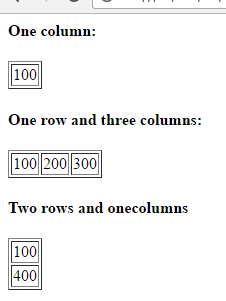 One column:
100
One row and three columns:
100 200 300
Two rows and onecolumns
100
400